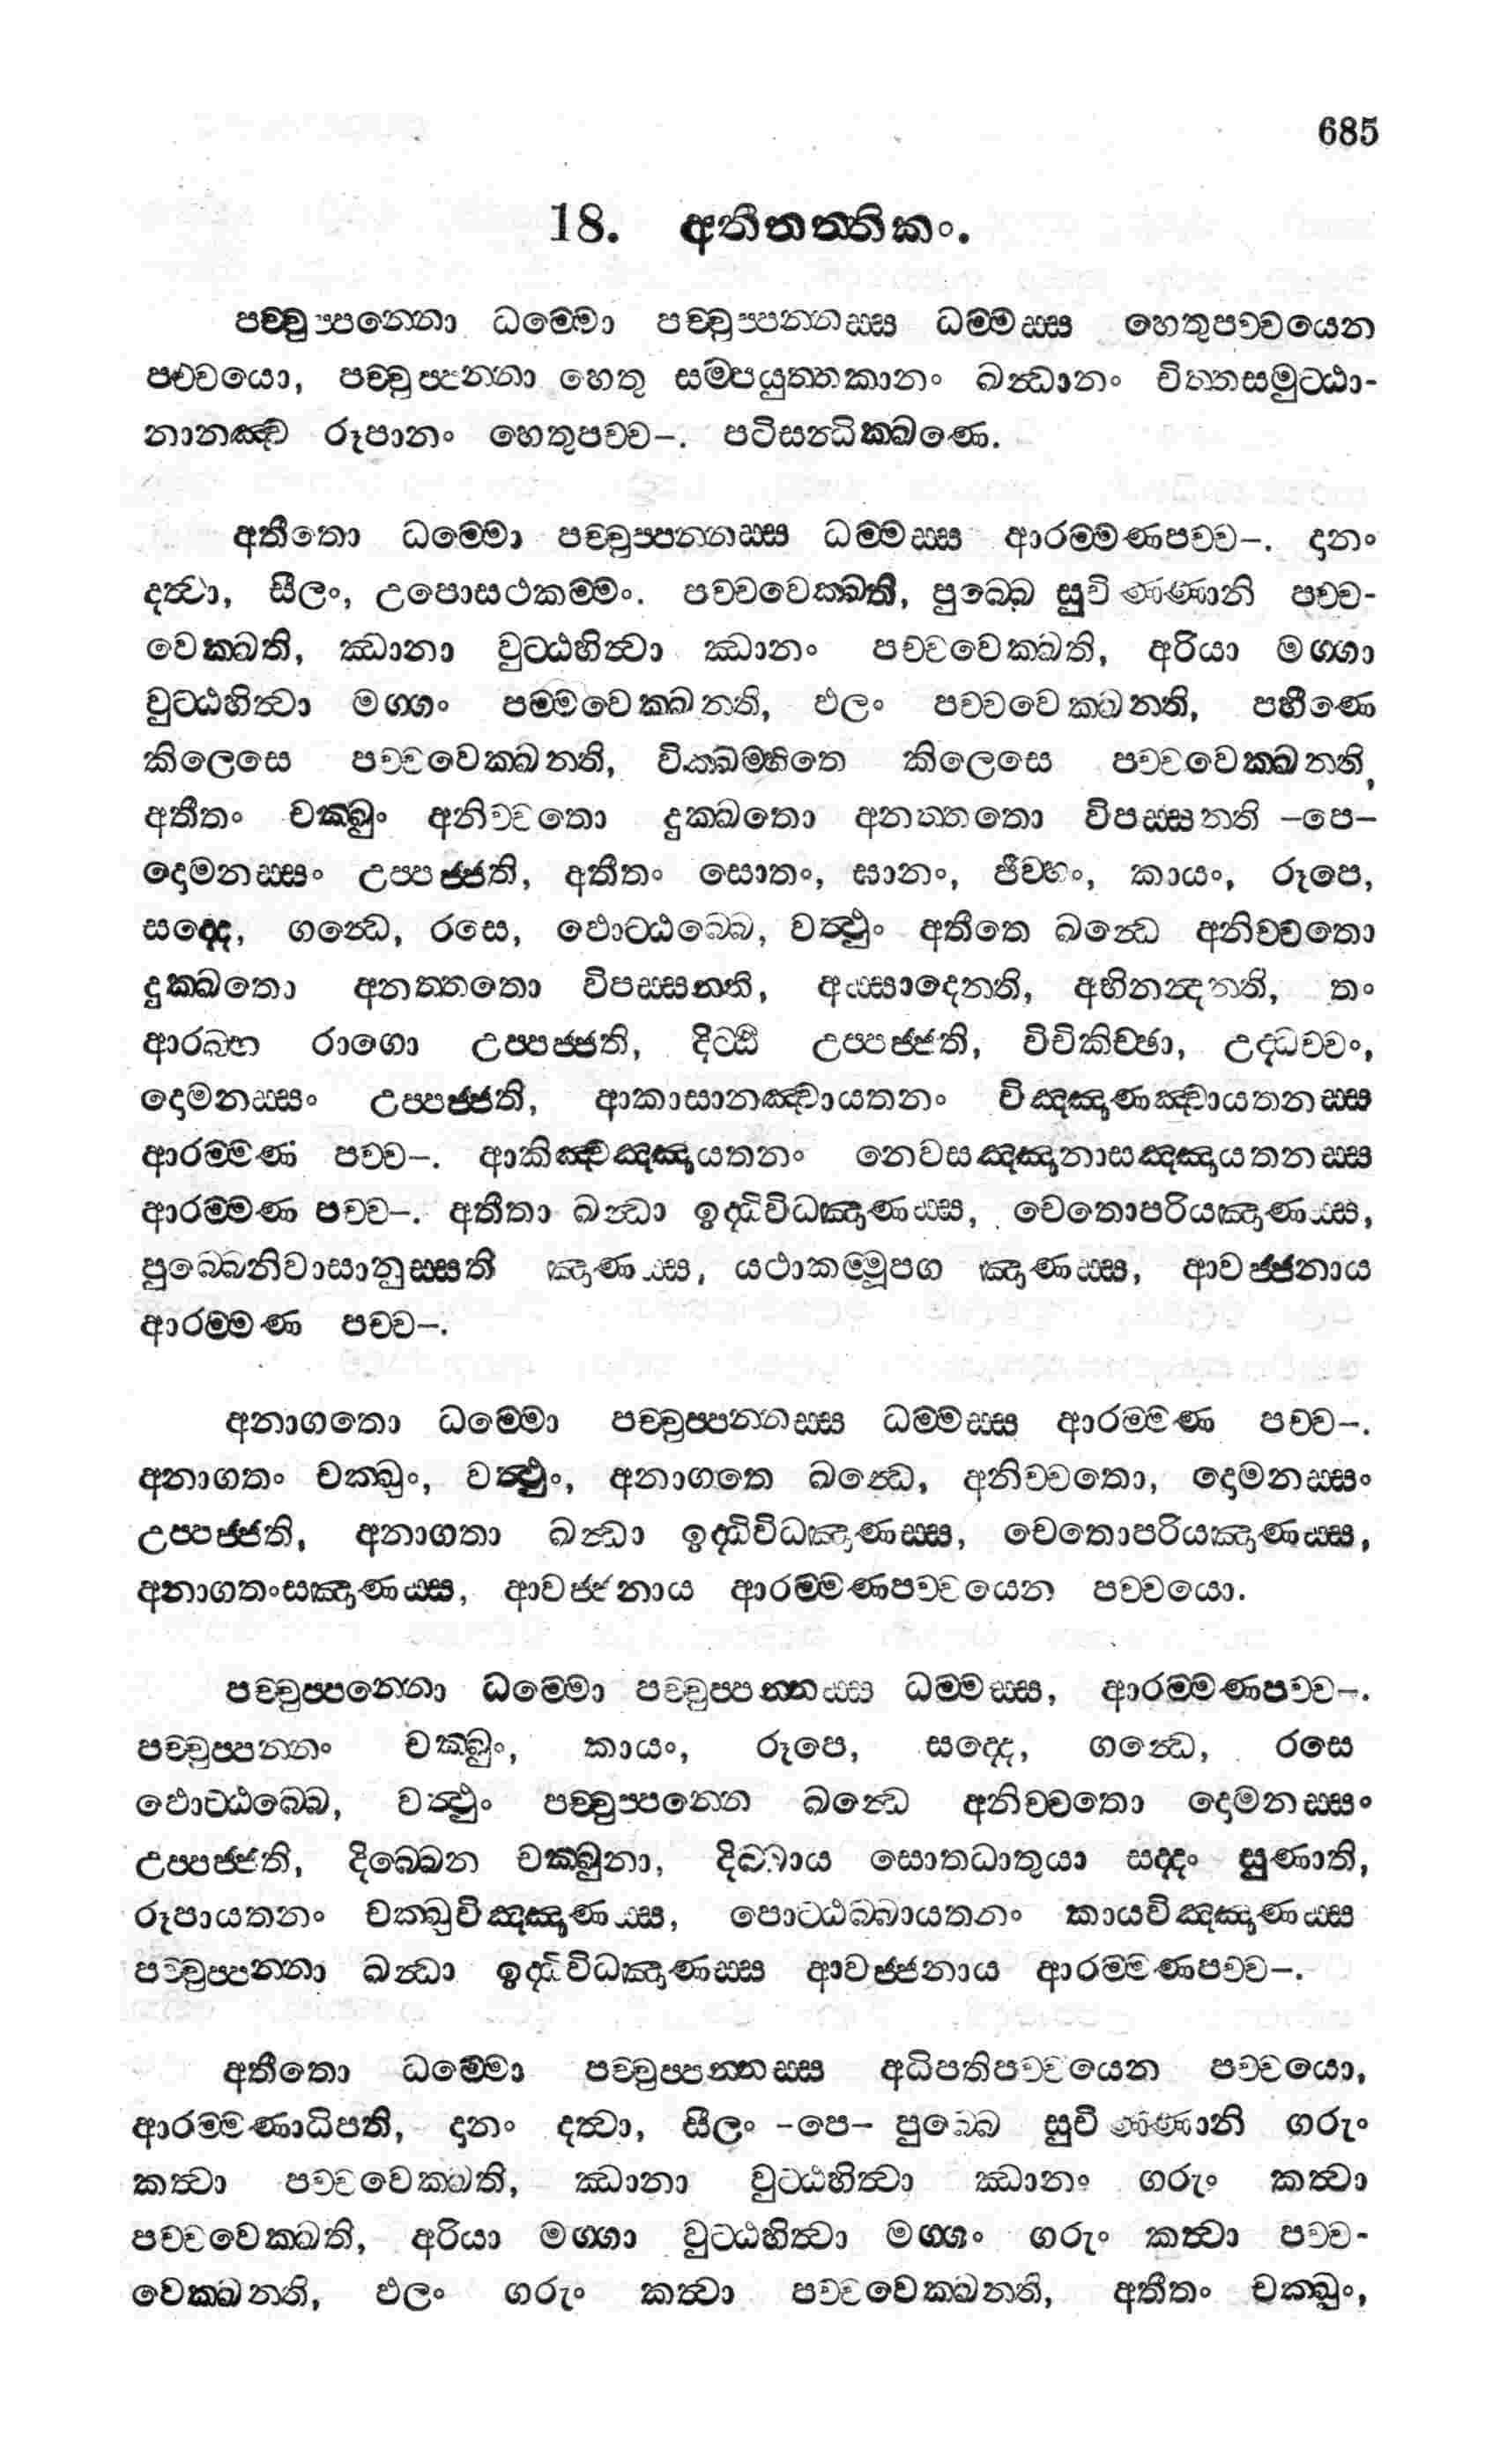 685
18. අතීතත්තිකං.
පච්චුප්පන්නො ධම්මො පච්චුප්පන්නස්ස ධම්මස්ස හෙතුපච්චයෙන
පච්චයො, පච්චුප්පන්නා හෙතු සම්පයුත්තකානං ඛන්ධානං චිත්තසමුට්ඨා-
නානඤ්ච රූපානං හෙතුපච්ච–. පටිසන්ධික්ඛණෙ.
අතීතො ධම්මො පච්චුප්පන්නස්ස ධම්මස්ස ආරම්මණපච්ච–. දානං
දත්වා, සීලං, උපොසථකම්මං. පච්චවෙක්ඛති, පුබ්බෙ සුචිණ්ණානි පච්ච-
වෙක්ඛති, ඣානා වුට්ඨහිත්වා ඣානං පච්චවෙක්ඛති, අරියා මග්ගා
වුට්ඨහිත්වා මග්ගං පම්මවෙක්ඛන්ති, ඵලං පච්චවෙක්ඛන්ති, පහීණෙ
කිලෙසෙ පච්චවෙක්ඛන්ති, වික්ඛම්භිතෙ කිලෙසෙ පච්චවෙක්ඛන්ති,
අතීතං චක්ඛුං අනිච්චතො දුක්ඛතො අනත්තතො විපස්සන්ති –පෙ–
දොමනස්සං උප්පජ්ජති, අතීතං සොතං, ඝානං, ජීව්හං, කායං, රූපෙ,
සද්දෙ, ගන්ධෙ, රසෙ, ඵොට්ඨබ්බෙ, වත්ථුං අතීතෙ ඛන්ධෙ අනිච්චතො
දුක්ඛතො අනත්තතො විපස්සන්ති, අස්සාදෙන්ති, අභිනන්දන්ති, තං
ආරබ්භ රාගො උප්පජ්ජති, දිට්ඨි උප්පජ්ජති, විචිකිච්ඡා, උද්ධච්චං,
දොමනස්සං උප්පජ්ජති, ආකාසානඤ්චායතනං විඤ්ඤාණඤ්චායතනස්ස
ආරම්මණ පච්ච–. ආකිඤ්චඤ්ඤායතනං නෙවසඤ්ඤානාසඤ්ඤායතනස්ස
ආරම්මණ පච්ච–. අතීතා ඛන්ධා ඉද්ධිවිධඤාණස්ස, චෙතොපරියඤාණස්ස,
පුබ්බෙනිවාසානුස්සති ඤාණස්ස, යථාකම්මූපග ඤාණස්ස, ආවජ්ජනාය
ආරම්මණ පච්ච–.
අනාගතො ධම්මො පච්චුප්පන්නස්ස ධම්මස්ස ආරම්මණ පච්ච–.
අනාගතං චක්ඛුං, වත්ථුං, අනාගතෙ ඛන්ධෙ, අනිච්චතො, දොමනස්සං
උප්පජ්ජති, අනාගතා ඛන්ධා ඉද්ධිවිධඤාණස්ස, චෙතොපරියඤාණස්ස,
අනාගතංසඤාණස්ස, ආවජ්ජනාය ආරම්මණපච්චයෙන පච්චයො.
පච්චුප්පන්නො ධම්මො පච්චුප්පන්නස්ස ධම්මස්ස, ආරම්මණපච්ච–.
පච්චුප්පන්නං චක්ඛුං, කායං, රූපෙ, සද්දෙ, ගන්ධෙ, රසෙ
ඵොට්ඨබ්බෙ, වත්ථුං පච්චුප්පන්නෙ ඛන්ධෙ අනිච්චතො දොමනස්සං
උප්පජ්ජති, දිබ්බෙන චක්ඛුනා, දිබ්බාය සොතධාතුයා සද්දං සුණාති,
රූපායතනං චක්ඛුවිඤ්ඤාණස්ස, පොට්ඨබ්බායතනං කායවිඤ්ඤාණස්ස
පච්චුප්පන්නා ඛන්ධා ඉද්ධිවිධඤාණස්ස ආවජ්ජනාය ආරම්මණපච්ච–.
අතීතො ධම්මො පච්චුප්පන්නස්ස අධිපතිපච්චයෙන පච්චයො,
ආරම්මණාධිපති, දානං දත්වා, සීලං –පෙ– පුබ්බෙ සුචිණ්ණානි ගරුං
කත්වා පච්චවෙක්ඛති, ඣානා වුට්ඨහිත්වා ඣානං ගරුං කත්වා
පච්චවෙක්ඛති, අරියා මග්ගා වුට්ඨහිත්වා මග්ගං ගරුං කත්වා පච්ච-
වෙක්ඛන්ති, ඵලං ගරුං කත්වා පච්චවෙක්ඛන්ති, අතීතං චක්ඛුං,